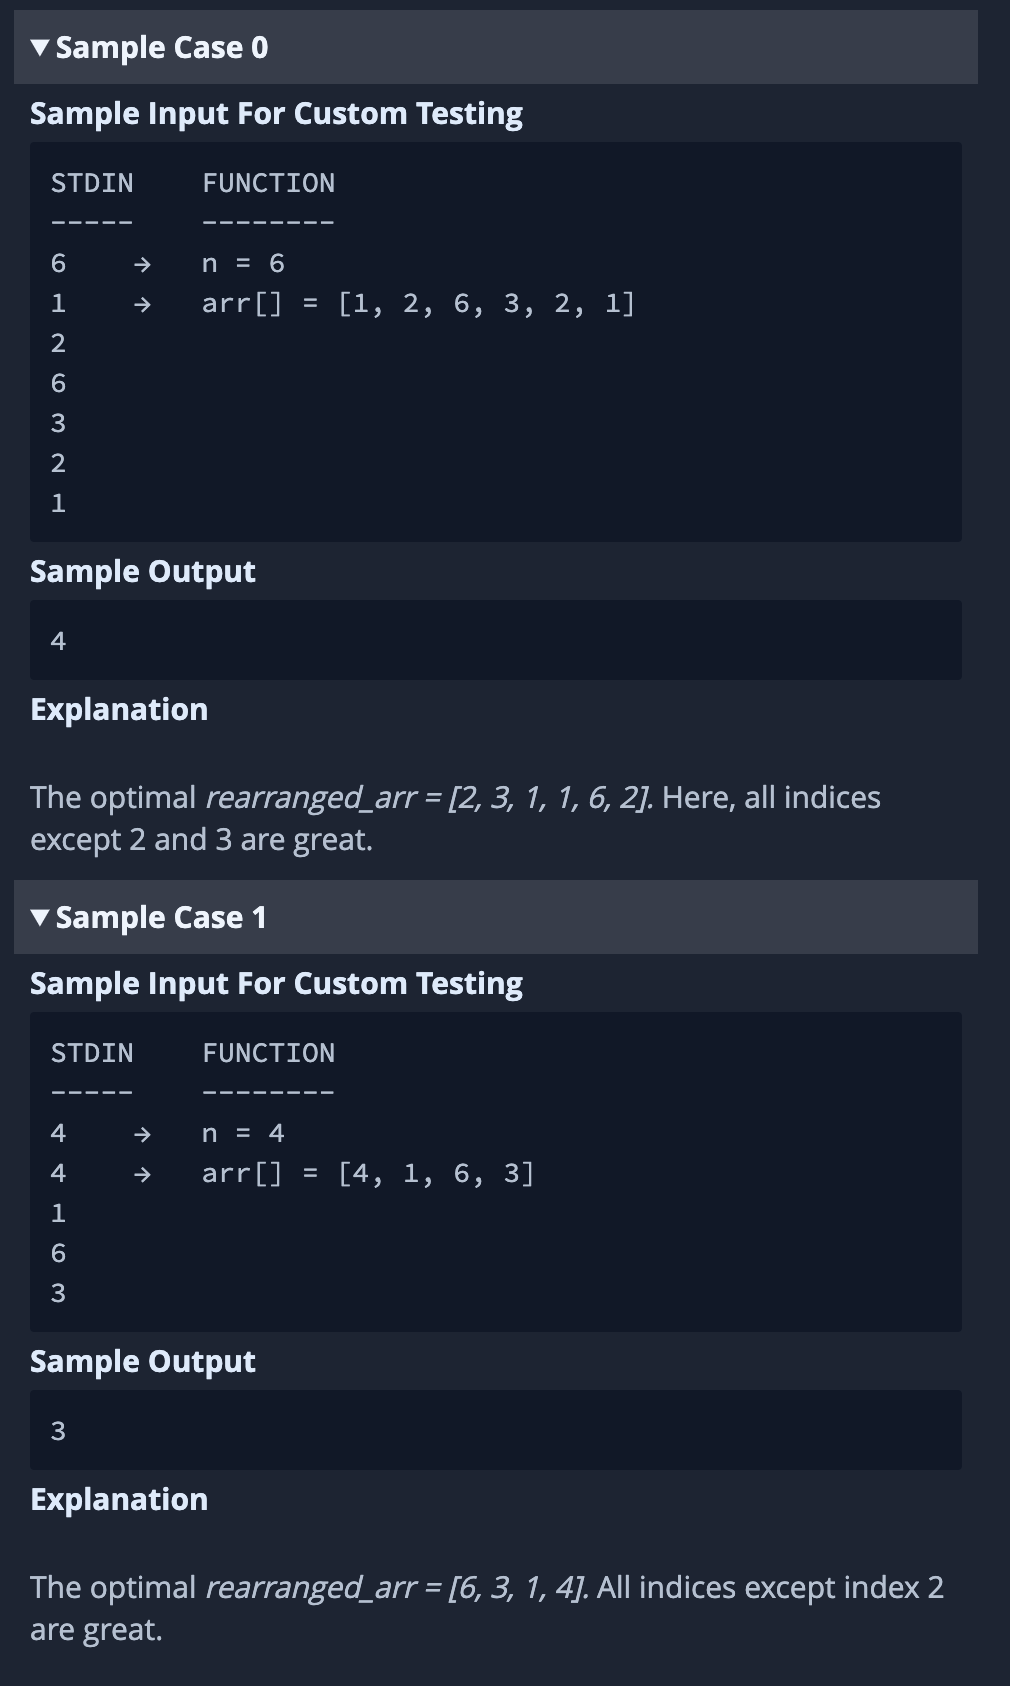 ▼ Sample Case 0
Sample Input For Custom Testing
STDIN    FUNCTION
-----    --------
6    →   n = 6
1    →   arr[] = [1, 2, 6, 3, 2, 1]
2
6
3
2
1
Sample Output
4
Explanation
The optimal rearranged_arr = [2, 3, 1, 1, 6, 2]. Here, all indices
except 2 and 3 are great.
▼ Sample Case 1
Sample Input For Custom Testing
STDIN    FUNCTION
-----    --------
4    →   n = 4
4    →   arr[] = [4, 1, 6, 3]
1
6
3
Sample Output
3
Explanation
The optimal rearranged_arr = [6, 3, 1, 4]. All indices except index 2
are great.